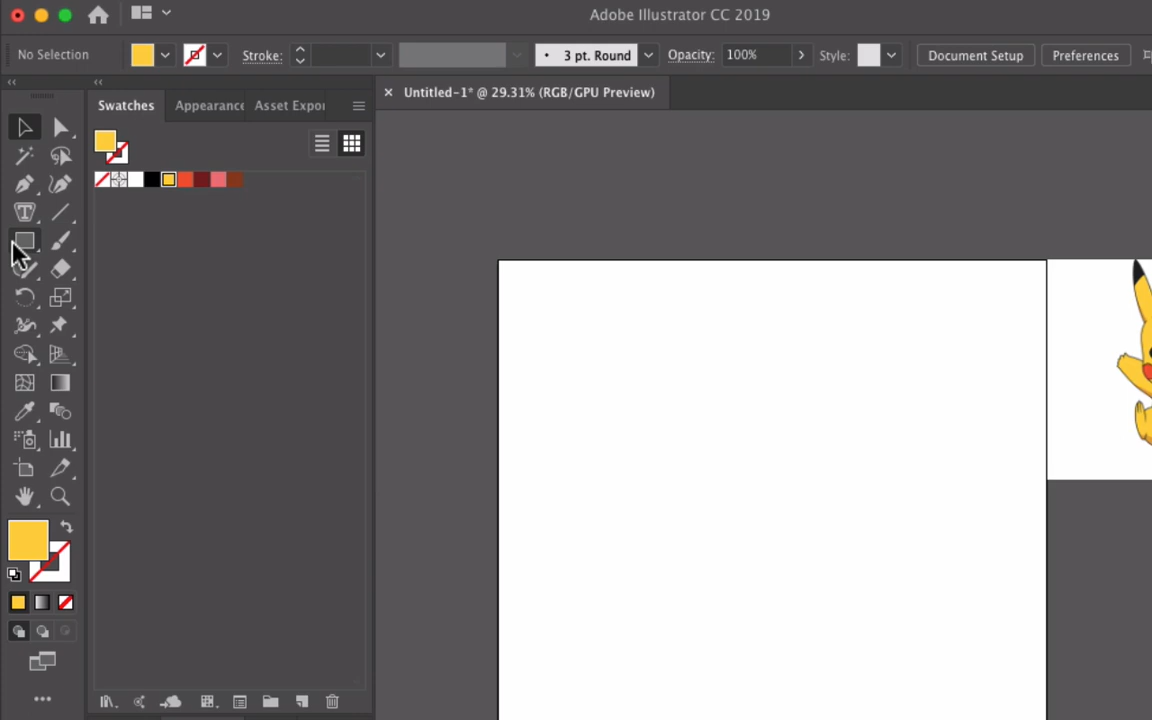 Adobe Illustrator CC 2019
No Selection Stroke: 3 pt. Round Opacity: 100% Style: Document Setup Preferences
Untitled-1* @ 29.31% (RGB/GPU Preview)
Swatches Appearance Asset Expo